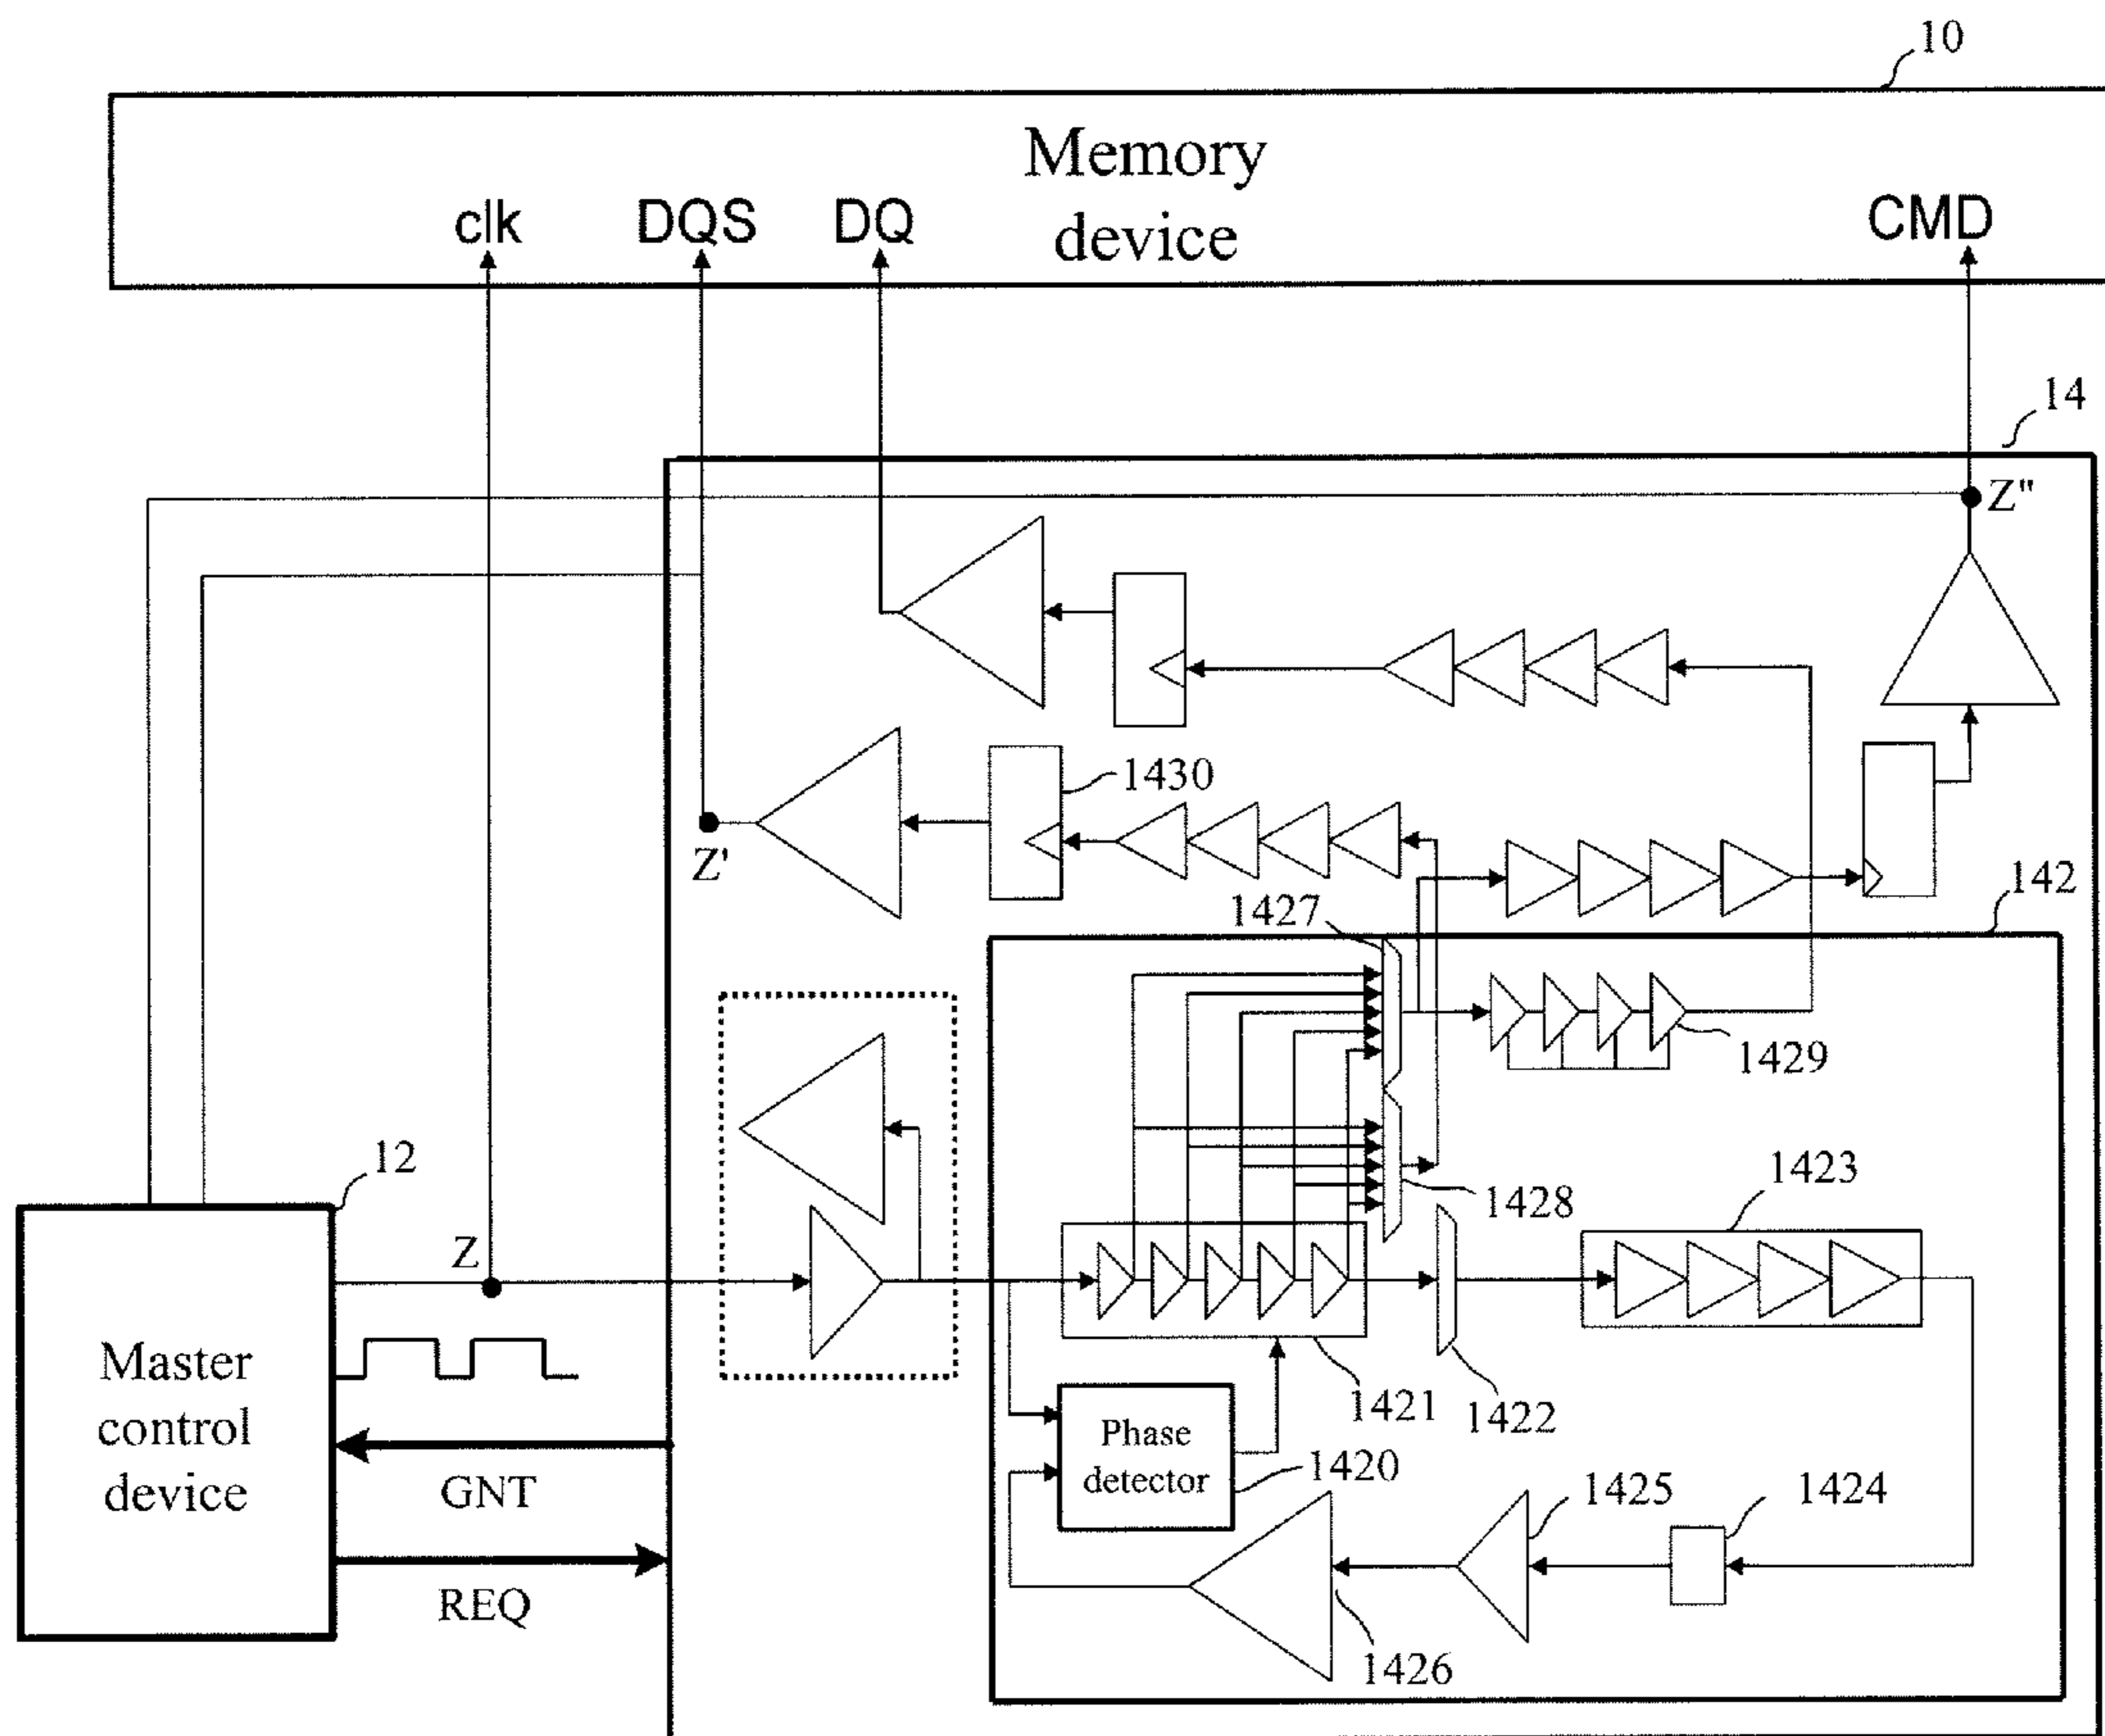 10
Memory
device
clk
DQS
DQ
CMD
14
Z"
1430
Z'
142
1427
1429
12
1423
1428
Z
Master
control
device
1421
1422
Phase
detector
1420
GNT
1425
1424
REQ
1426